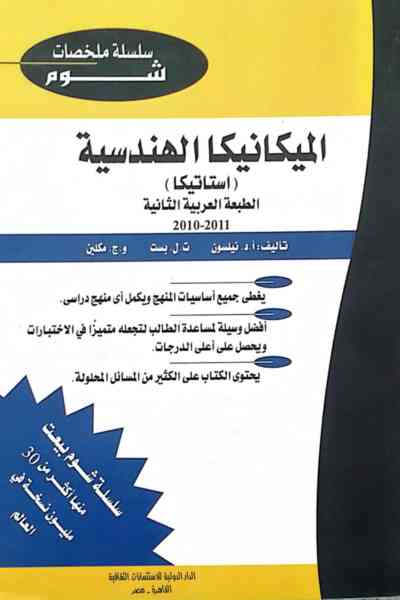 سلسلة ملخصات
شوم
الميكانيكا الهندسية
(استاتيكا)
الطبعة العربية الثانية
2010-2011
تأليف: أ.د. نيلسون ت.ل. بست و.ج. مكلين
يغطى جميع أساسيات المنهج ويكمل أى منهج دراسى.
أفضل وسيلة لمساعدة الطالب لتجعله متميزًا في الاختبارات
ويحصل على أعلى الدرجات.
يحتوى الكتاب على الكثير من المسائل المحلولة.
سلسلة شوم بيعت
منها أكثر من 30
مليون نسخة في
العالم
الدار الدولية للاستثمارات الثقافية
القاهرة - مصر